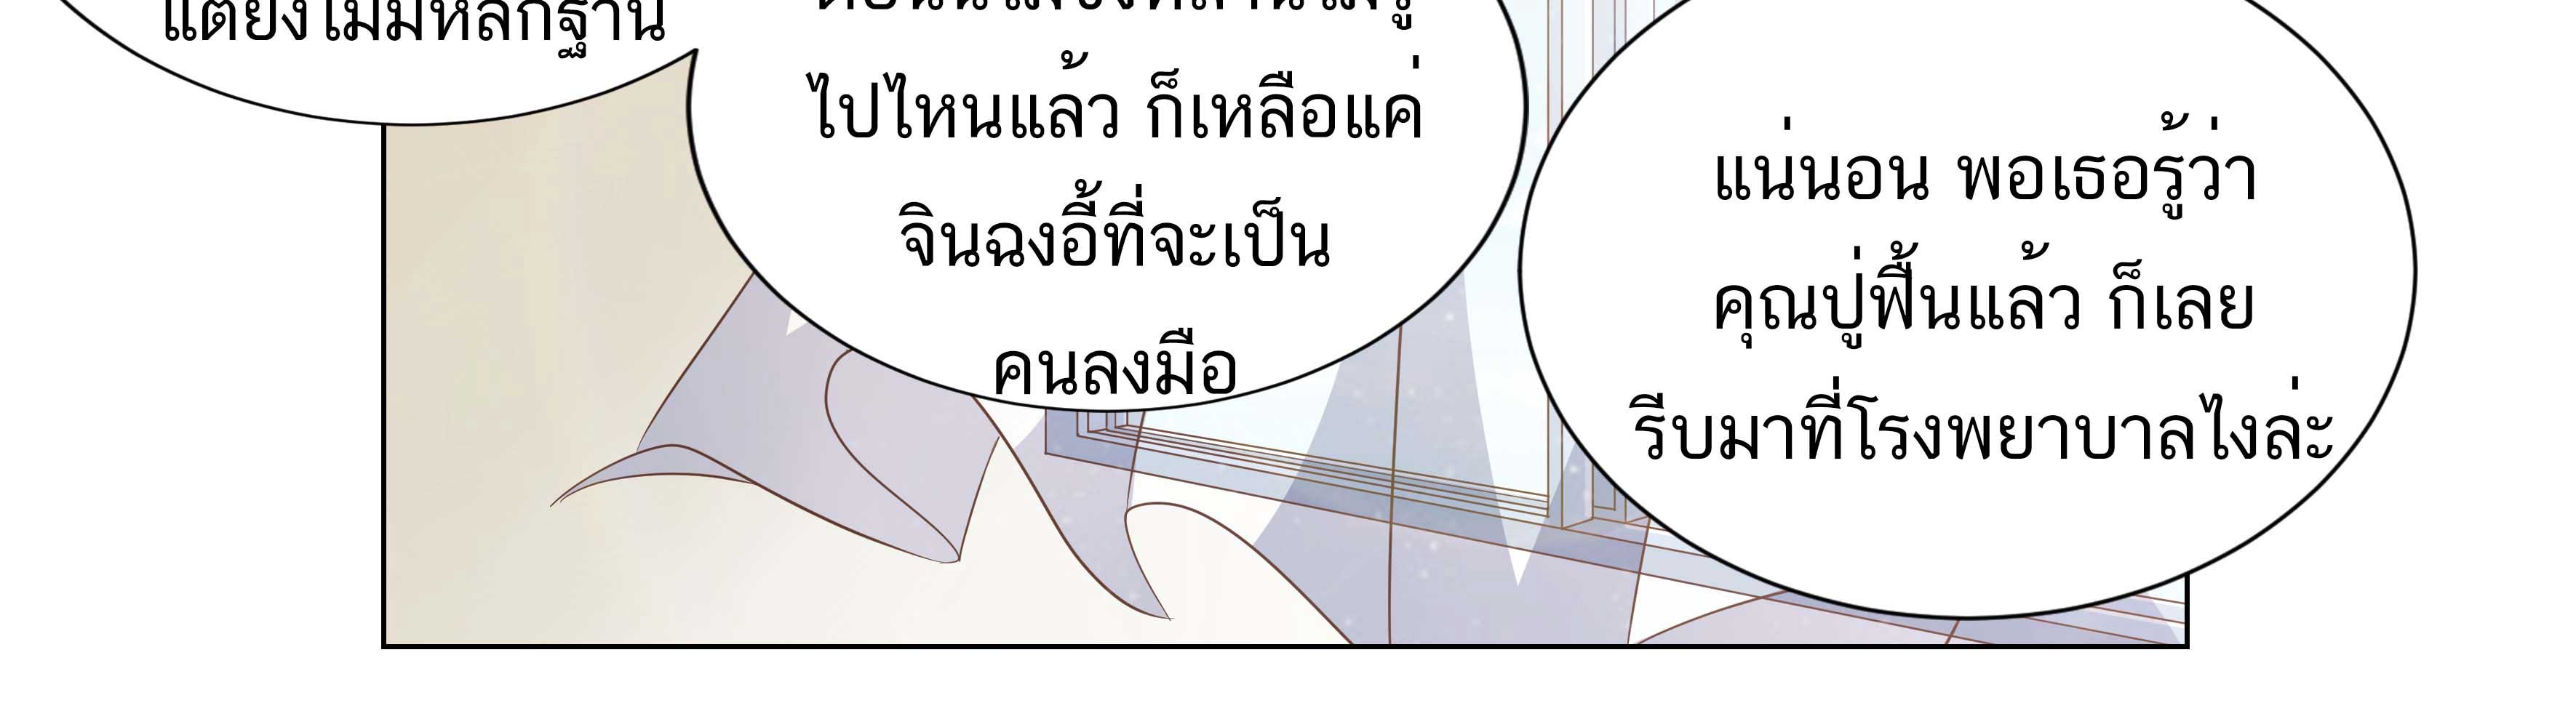 แต่ยังไม่มีหลักฐาน
ไปไหนแล้ว ก็เหลือแค่
จินฉงอี้ที่จะเป็น
คนลงมือ
แน่นอน พอเธอรู้ว่า
คุณปู่ฟื้นแล้ว ก็เลย
รีบมาที่โรงพยาบาลไงล่ะ